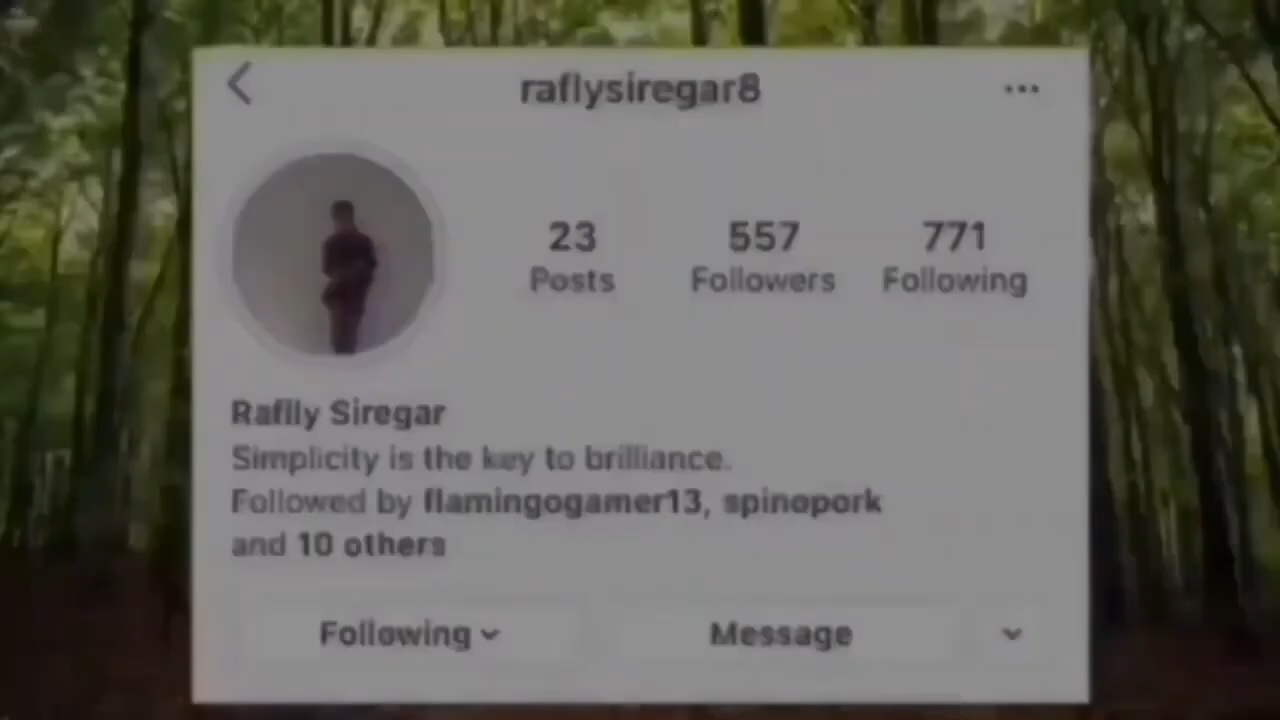 raflysiregar8
23 557 771
Posts Followers Following
Raflly Siregar
Simplicity is the key to brilliance.
Followed by flamingogamer13, spinopork
and 10 others
Following Message